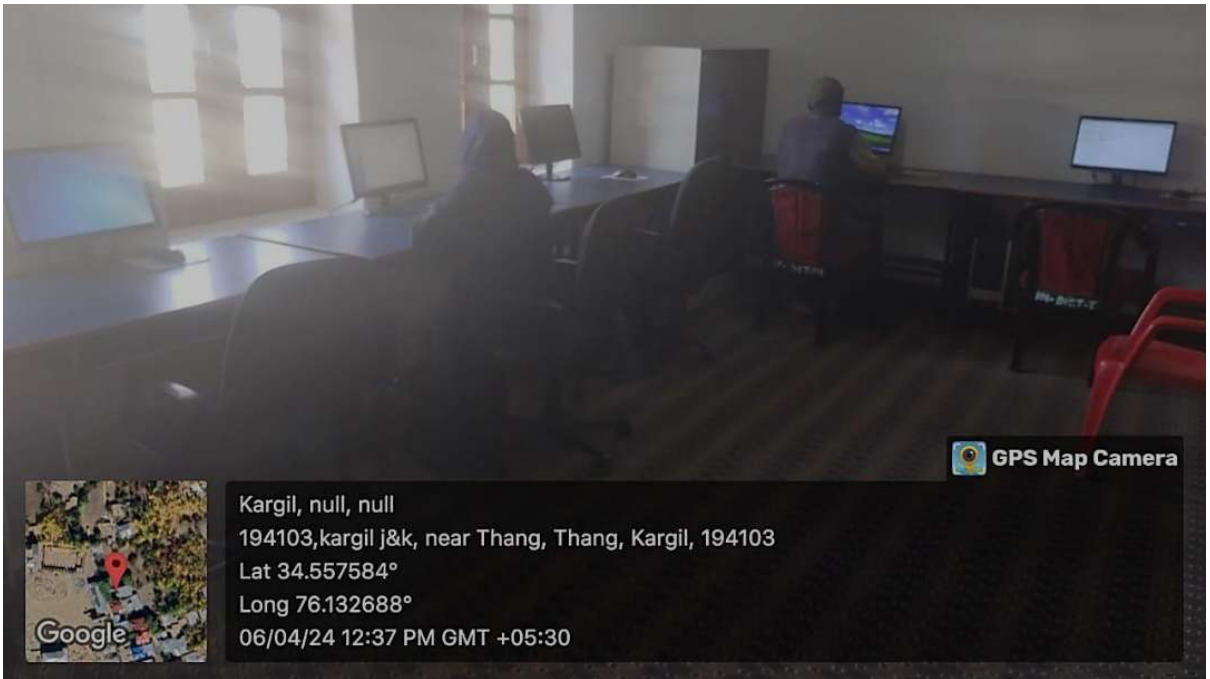 GPS Map Camera
Kargil, null, null
194103,kargil j&k, near Thang, Thang, Kargil, 194103
Lat 34.557584°
Long 76.132688°
06/04/24 12:37 PM GMT +05:30
Google